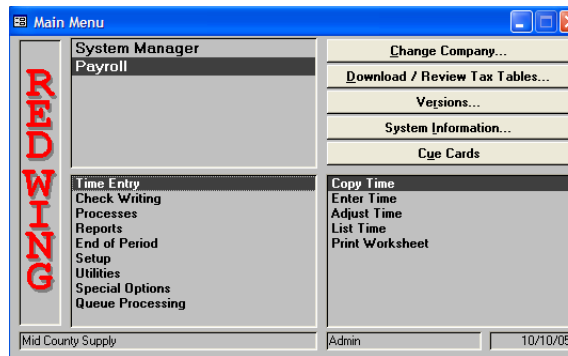 Main Menu
RED WING
System Manager
Payroll
Change Company...
Download / Review Tax Tables...
Versions...
System Information...
Cue Cards
Time Entry
Check Writing
Processes
Reports
End of Period
Setup
Utilities
Special Options
Queue Processing
Copy Time
Enter Time
Adjust Time
List Time
Print Worksheet
Mid County Supply
Admin
10/10/05